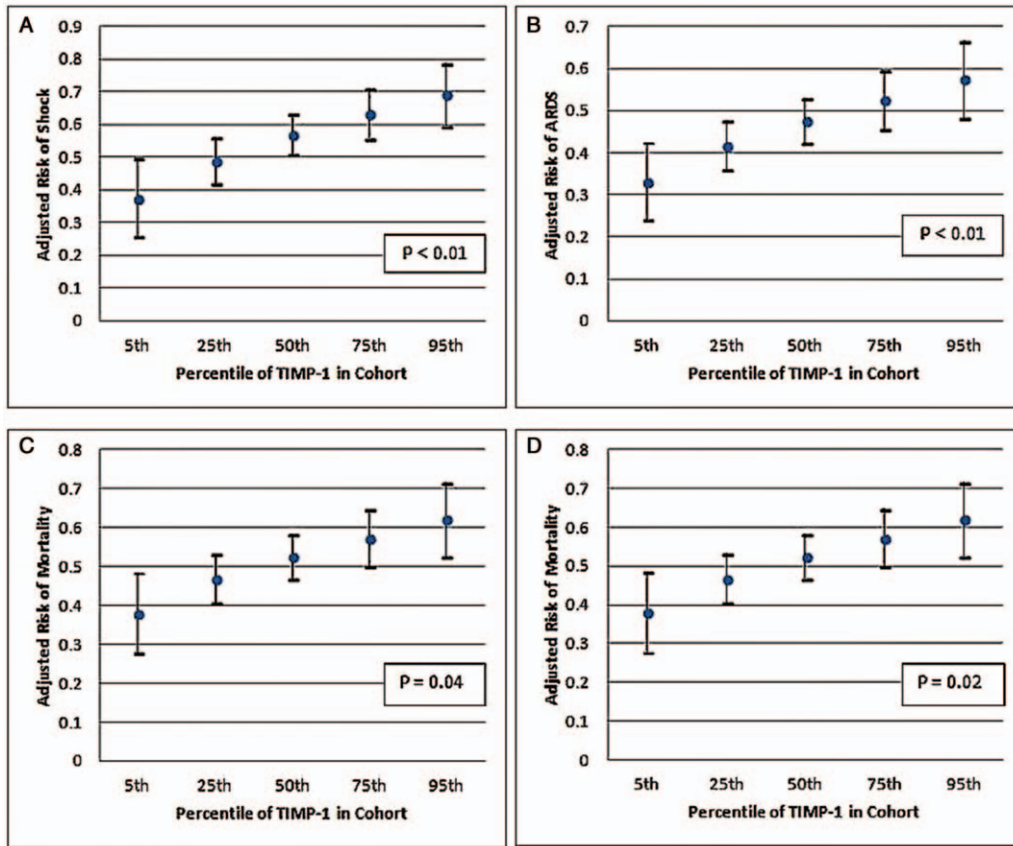 A
Adjusted Risk of Shock
0.9
0.8
0.7
0.6
0.5
0.4
0.3
0.2
0.1
0
P < 0.01
5th 25th 50th 75th 95th
Percentile of TIMP-1 in Cohort
B
Adjusted Risk of ARDS
0.7
0.6
0.5
0.4
0.3
0.2
0.1
0
P < 0.01
5th 25th 50th 75th 95th
Percentile of TIMP-1 in Cohort
C
Adjusted Risk of Mortality
0.8
0.7
0.6
0.5
0.4
0.3
0.2
0.1
0
P = 0.04
5th 25th 50th 75th 95th
Percentile of TIMP-1 in Cohort
D
Adjusted Risk of Mortality
0.8
0.7
0.6
0.5
0.4
0.3
0.2
0.1
0
P = 0.02
5th 25th 50th 75th 95th
Percentile of TIMP-1 in Cohort